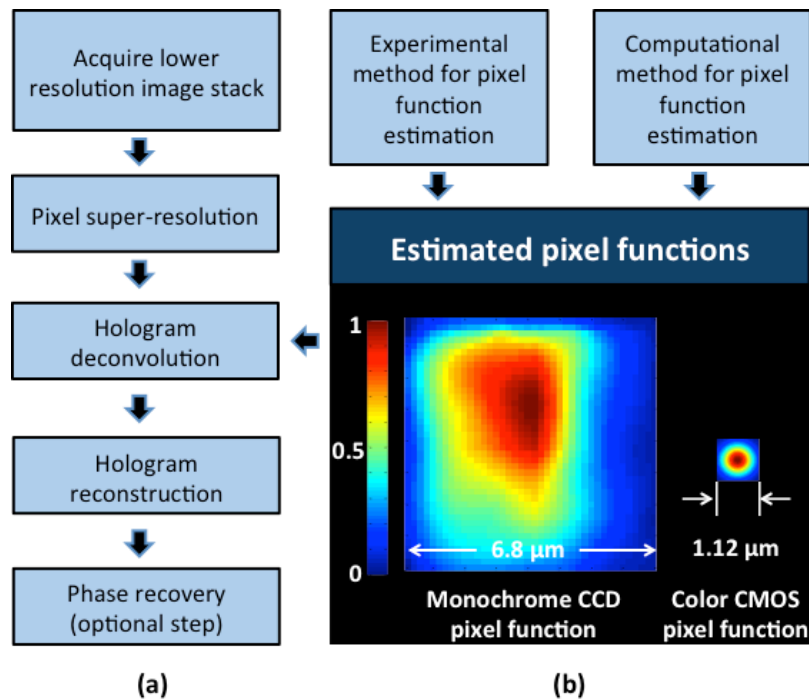 Acquire lower
resolution image stack
Pixel super-resolution
Hologram
deconvolution
Hologram
reconstruction
Phase recovery
(optional step)
(a)
Experimental
method for pixel
function
estimation
Computational
method for pixel
function
estimation
Estimated pixel functions
1
0.5
0
6.8 µm
1.12 µm
Monochrome CCD
pixel function
Color CMOS
pixel function
(b)